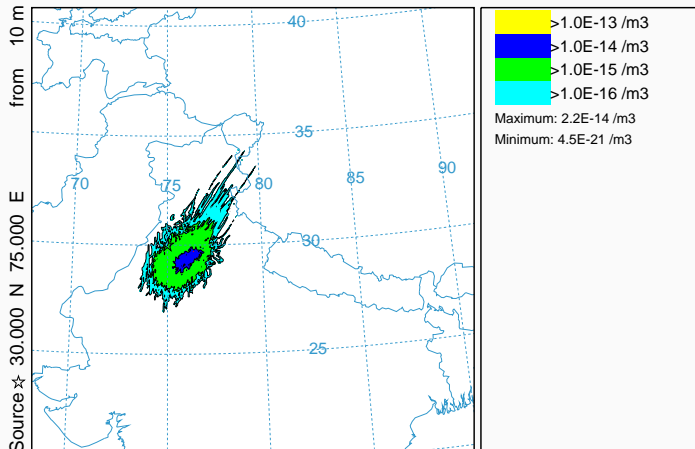 Source ☆ 30.000 N 75.000 E from 10 m
40
35
70
75
80
85
90
30
25
>1.0E-13 /m3
>1.0E-14 /m3
>1.0E-15 /m3
>1.0E-16 /m3
Maximum: 2.2E-14 /m3
Minimum: 4.5E-21 /m3